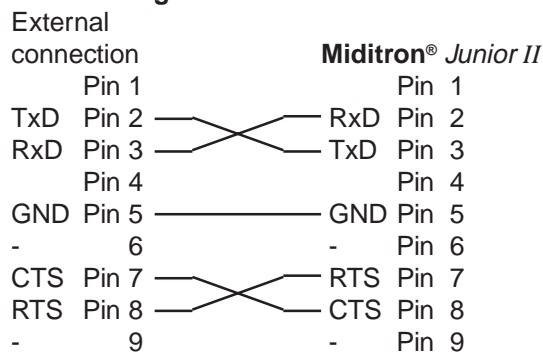 External
connection Miditron® Junior II
Pin 1 Pin 1
TxD Pin 2 RxD Pin 2
RxD Pin 3 TxD Pin 3
Pin 4 Pin 4
GND Pin 5 GND Pin 5
- 6 - Pin 6
CTS Pin 7 RTS Pin 7
RTS Pin 8 CTS Pin 8
- 9 - Pin 9